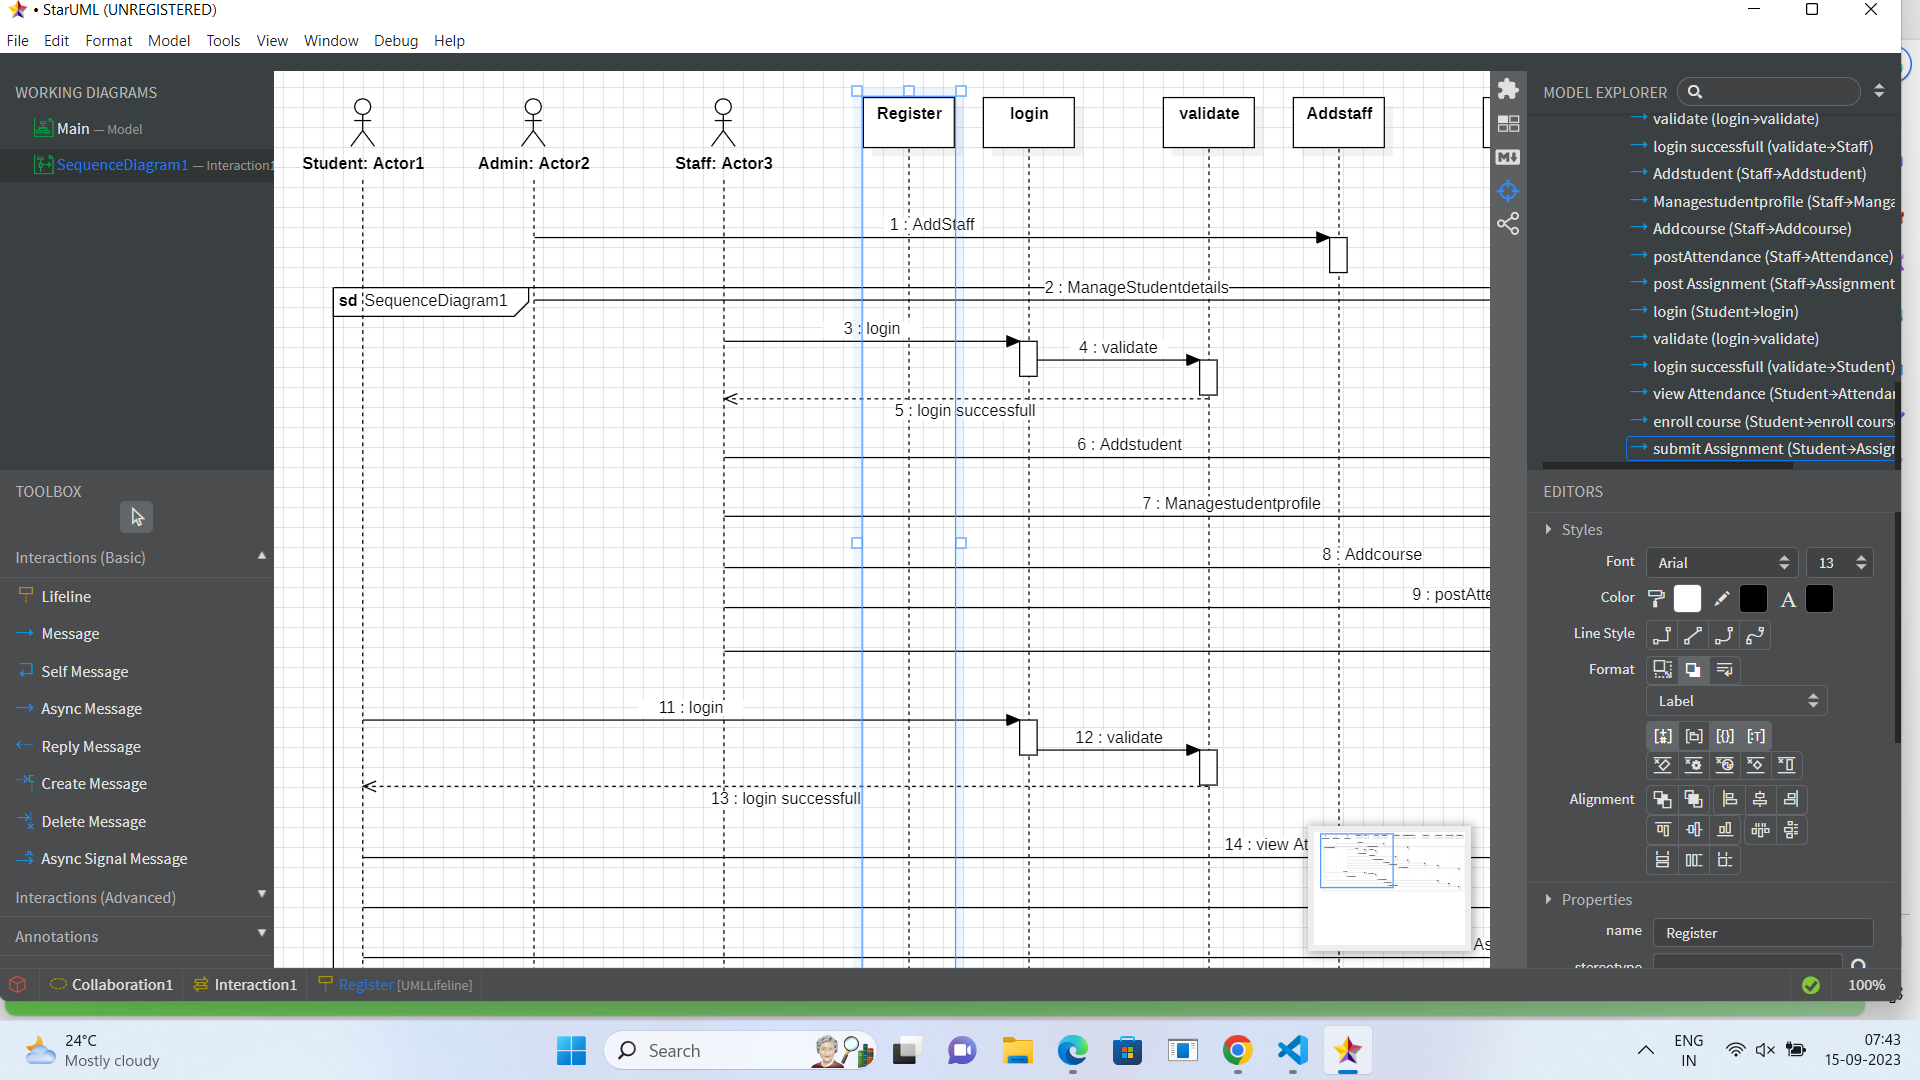 • StarUML (UNREGISTERED)
File Edit Format Model Tools View Window Debug Help
WORKING DIAGRAMS
Main — Model
SequenceDiagram1 — Interaction1
TOOLBOX
Interactions (Basic)
Lifeline
Message
Self Message
Async Message
Reply Message
Create Message
Delete Message
Async Signal Message
Interactions (Advanced)
Annotations
Student: Actor1
Admin: Actor2
Staff: Actor3
Register
login
validate
Addstaff
1 : AddStaff
sd SequenceDiagram1
2 : ManageStudentdetails
3 : login
4 : validate
5 : login successfull
6 : Addstudent
7 : Managestudentprofile
8 : Addcourse
9 : postAtte
11 : login
12 : validate
13 : login successfull
14 : view At
As
MODEL EXPLORER
validate (login→validate)
login successfull (validate→Staff)
Addstudent (Staff→Addstudent)
Managestudentprofile (Staff→Manga
Addcourse (Staff→Addcourse)
postAttendance (Staff→Attendance)
post Assignment (Staff→Assignment
login (Student→login)
validate (login→validate)
login successfull (validate→Student)
view Attendance (Student→Attendan
enroll course (Student→enroll cours
submit Assignment (Student→Assign
EDITORS
Styles
Font Arial 13
Color A
Line Style
Format
Label
Alignment
Properties
name Register
stereotype
Collaboration1 Interaction1 Register [UMLLifeline] 100%
24°C
Mostly cloudy
Search
ENG
IN
07:43
15-09-2023